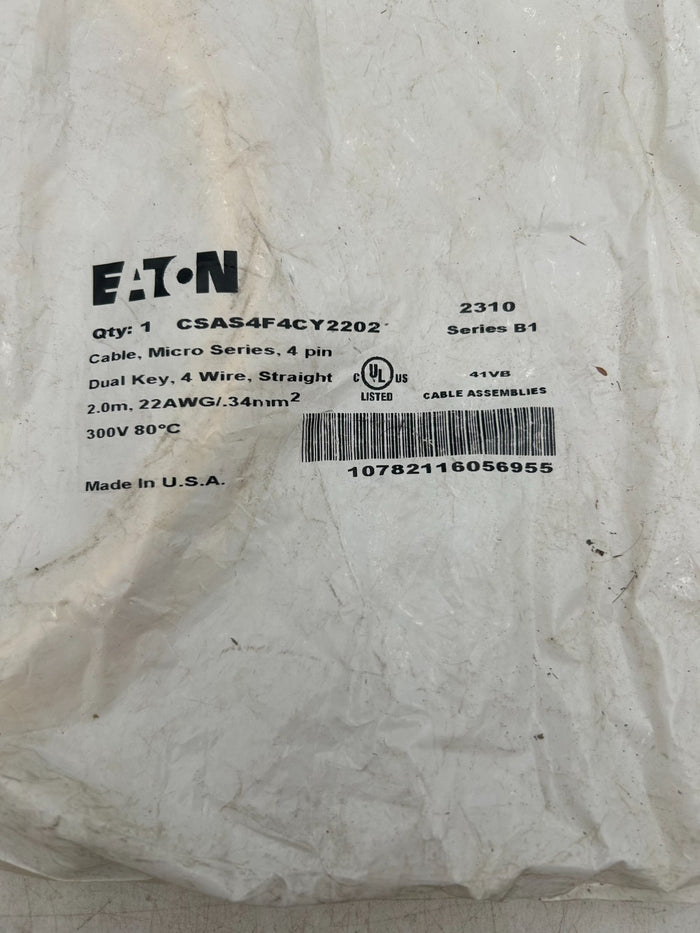 EATON
2310
Qty: 1 CSAS4F4CY2202
Series B1
Cable, Micro Series, 4 pin
Dual Key, 4 Wire, Straight
C UL US
LISTED
41VB
CABLE ASSEMBLIES
2.0m, 22AWG/.34mm²
300V 80°C
10782116056955
Made In U.S.A.